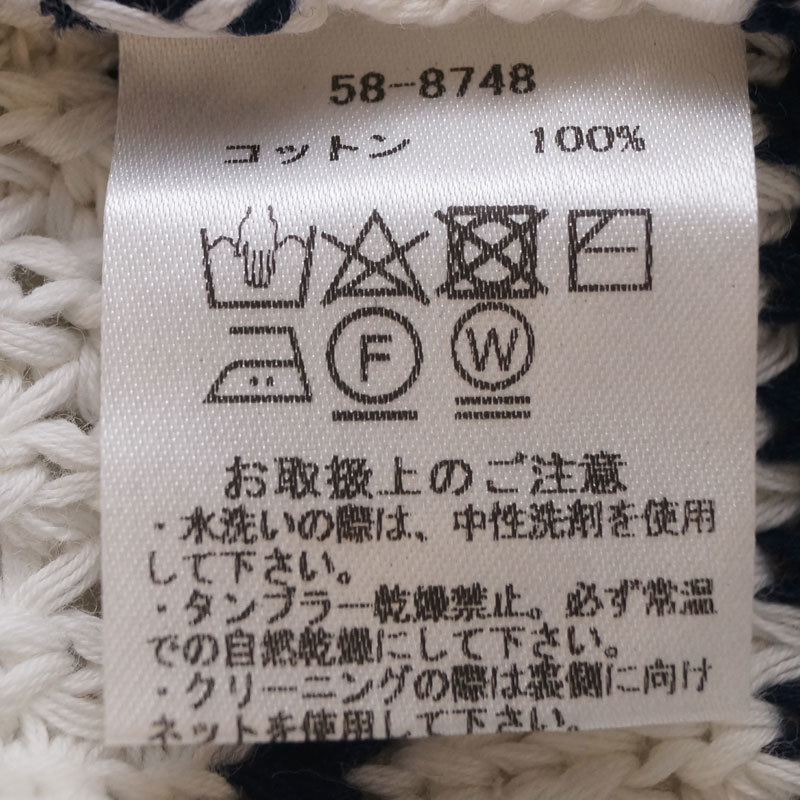 58-8748
コットン 100%
F W
お取扱上のご注意
・水洗いの際は、中性洗剤を使用
して下さい。
・タンブラー乾燥禁止。必ず常温
での自然乾燥にして下さい。
・クリーニングの際は裏側に向け
ネットを使用して下さい。